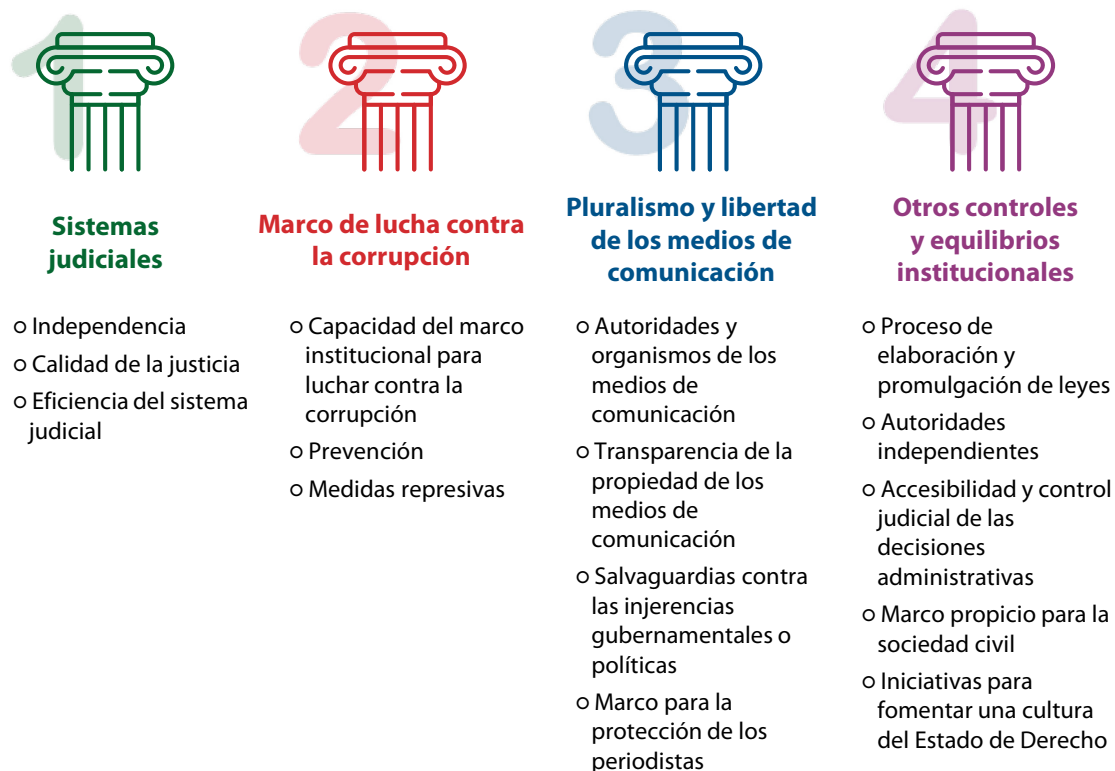 1
Sistemas
judiciales
○ Independencia
○ Calidad de la justicia
○ Eficiencia del sistema
judicial
2
Marco de lucha contra
la corrupción
○ Capacidad del marco
institucional para
luchar contra la
corrupción
○ Prevención
○ Medidas represivas
3
Pluralismo y libertad
de los medios de
comunicación
○ Autoridades y
organismos de los
medios de
comunicación
○ Transparencia de la
propiedad de los
medios de
comunicación
○ Salvaguardias contra
las injerencias
gubernamentales o
políticas
○ Marco para la
protección de los
periodistas
4
Otros controles
y equilibrios
institucionales
○ Proceso de
elaboración y
promulgación de leyes
○ Autoridades
independientes
○ Accesibilidad y control
judicial de las
decisiones
administrativas
○ Marco propicio para la
sociedad civil
○ Iniciativas para
fomentar una cultura
del Estado de Derecho